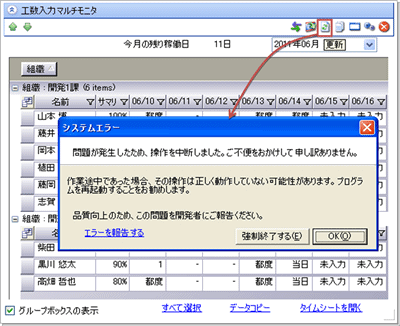 工数入力マルチモニタ
今月の残り稼働日 11日 2011年06月 更新
組織
組織 : 開発1課 (6 items)
名前 サマリ 06/10 06/11 06/12 06/13 06/14 06/15 06/16
山本 博 100% 都度 - - 都度 都度 未入力 未入力
藤井
岡本
植田
藤岡
志賀
システムエラー
問題が発生したため、操作を中断しました。ご不便をおかけして申し訳ありません。
作業途中であった場合、その操作は正しく動作していない可能性があります。プログラ
ムを再起動することをお勧めします。
品質向上のため、この問題を開発者にご報告ください。
エラーを報告する 強制終了する(E) OK(O)
組織 : 開
柴田
黒川 悠太 90% 1 - - 都度 当日 未入力 未入力
高畑 哲也 80% - - - 都度 当日 未入力 未入力
グループボックスの表示 すべて選択 データコピー タイムシートを開く